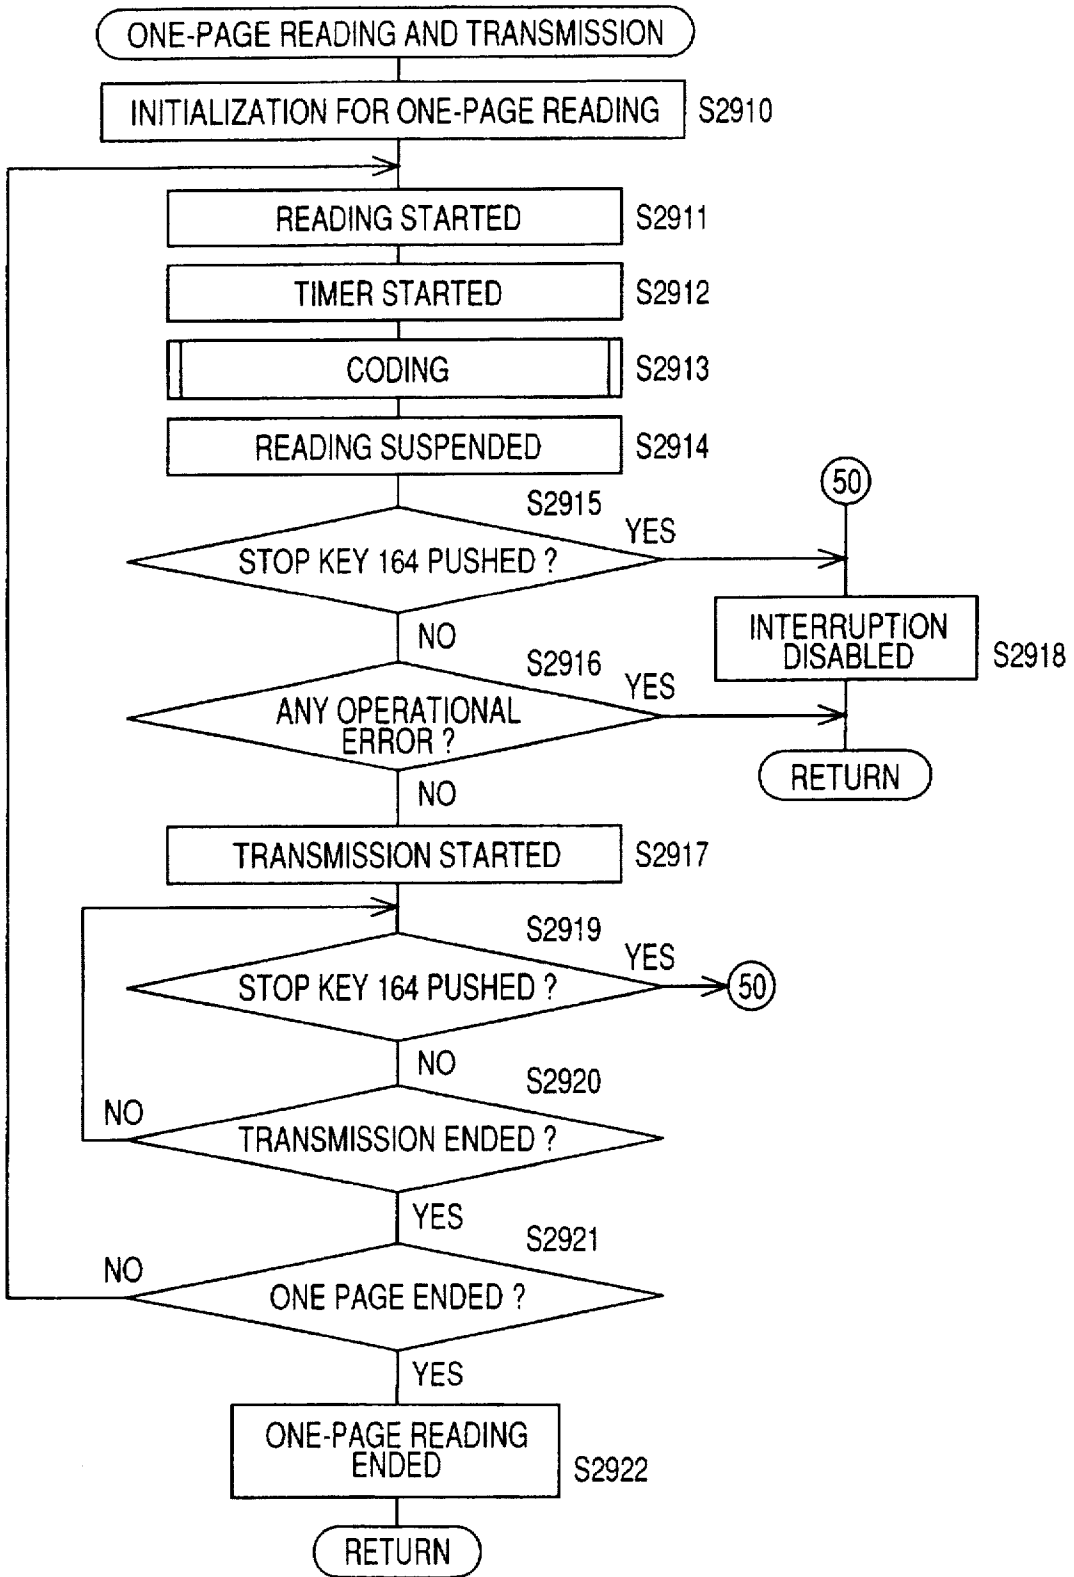 ONE-PAGE READING AND TRANSMISSION
INITIALIZATION FOR ONE-PAGE READING S2910
READING STARTED S2911
TIMER STARTED S2912
CODING S2913
READING SUSPENDED S2914
50
S2915
YES
STOP KEY 164 PUSHED ?
NO
INTERRUPTION
DISABLED S2918
S2916
YES
ANY OPERATIONAL
ERROR ?
RETURN
NO
TRANSMISSION STARTED S2917
S2919
YES
STOP KEY 164 PUSHED ? 50
NO
S2920
NO
TRANSMISSION ENDED ?
YES
S2921
NO
ONE PAGE ENDED ?
YES
ONE-PAGE READING
ENDED S2922
RETURN